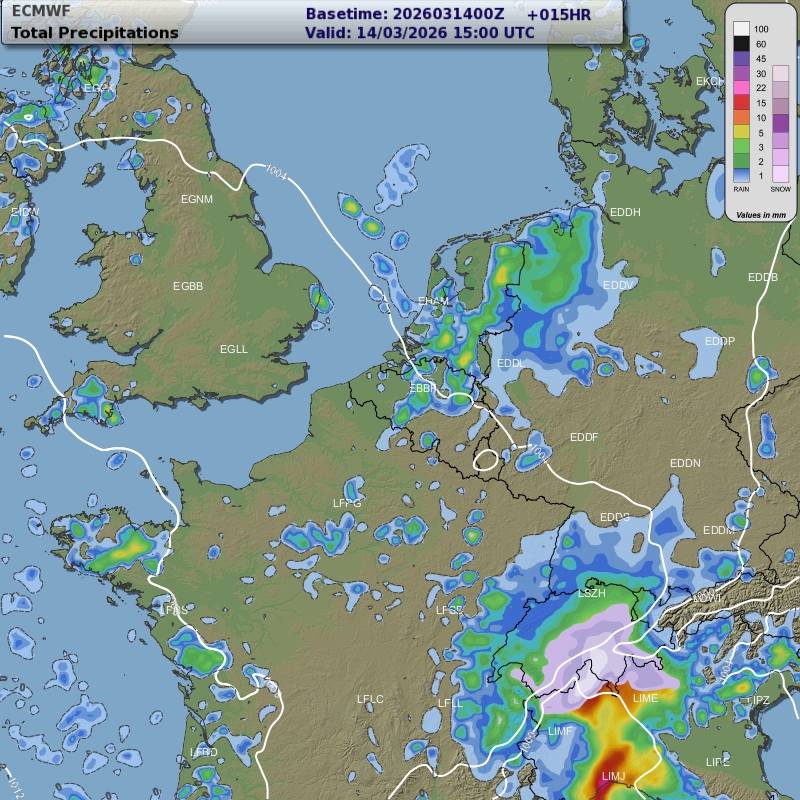 ECMWF
Total Precipitations
Basetime: 2026031400Z +015HR
Valid: 14/03/2026 15:00 UTC
100
60
45
30
22
15
10
5
3
2
1
RAIN SNOW
Values in mm
EKCH
EGNM
EIDW
EDDH
1004
EGBB
EDDV
EDDB
EHAM
EGLL
EDDL
EDDP
EDDF
EDDN
LFPG
EDDS
EDDM
LSZH
LFRS
LFLC
LFLL
LIME
LIPZ
LIMF
LFBD
LIPE
LIMJ
1012